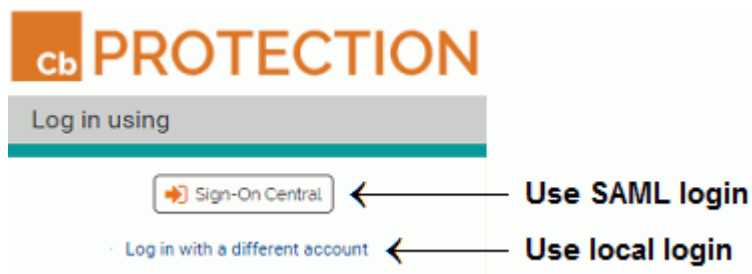 Cb PROTECTION
Log in using
Sign-On Central Use SAML login
Log in with a different account Use local login